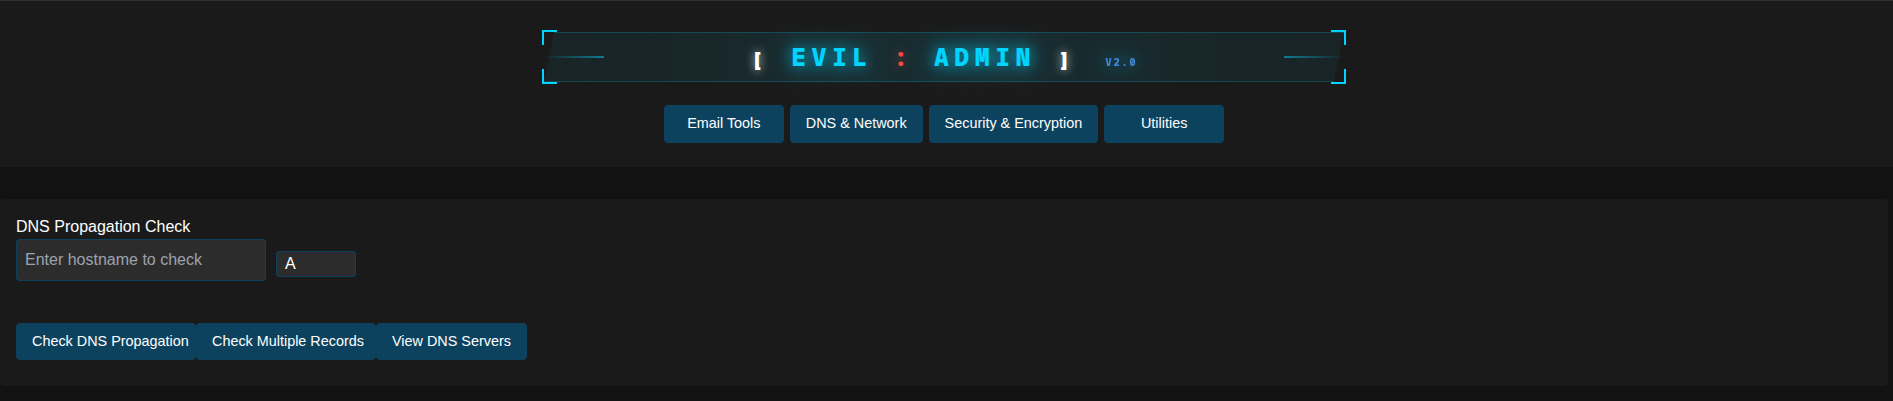 [ EVIL : ADMIN ] V2.0
Email Tools DNS & Network Security & Encryption Utilities
DNS Propagation Check
Enter hostname to check A
Check DNS Propagation Check Multiple Records View DNS Servers